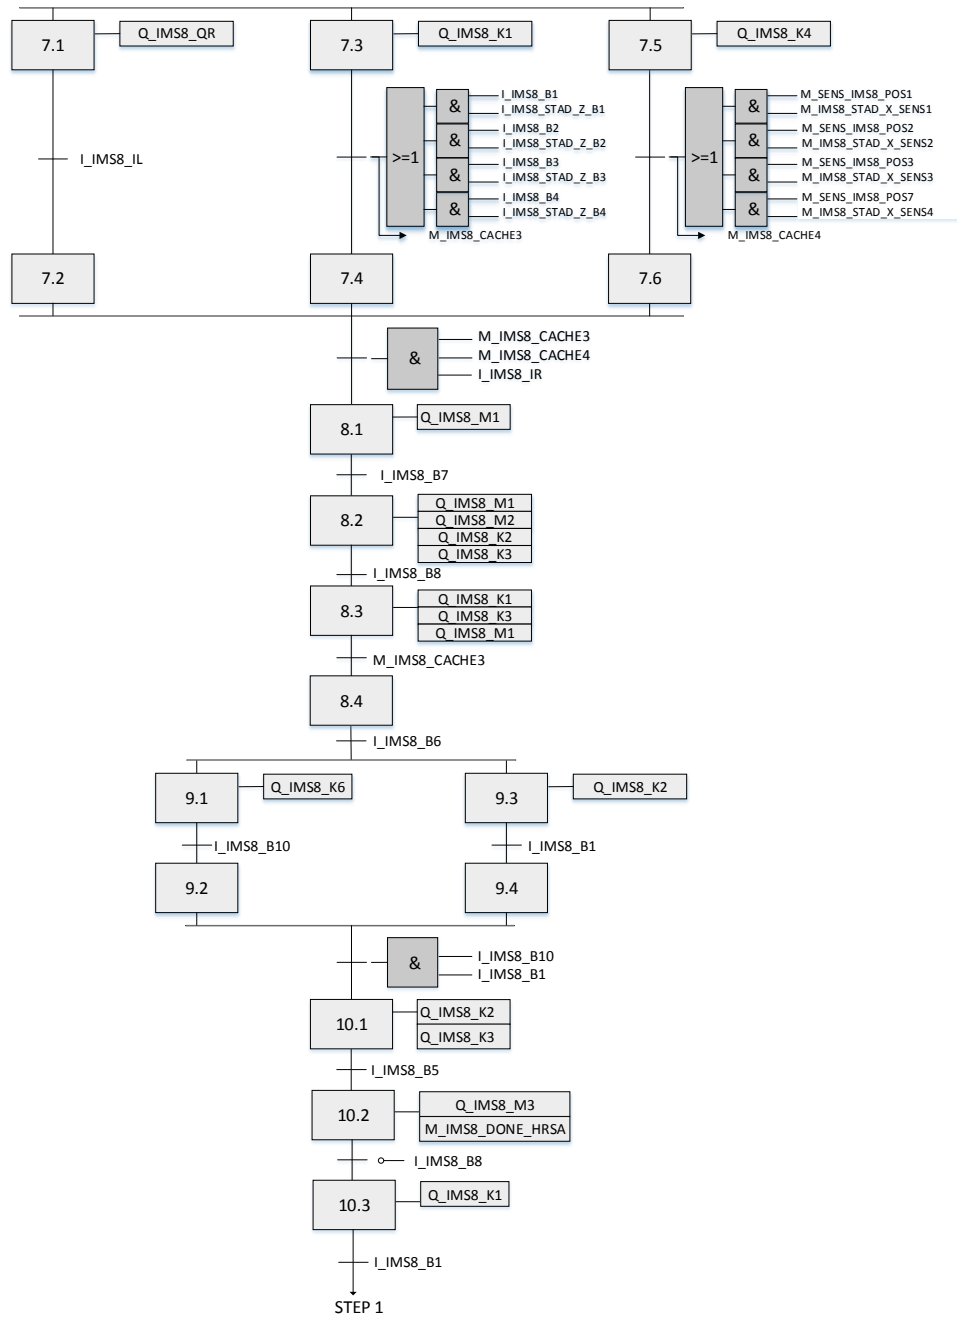 7.1
Q_IMS8_QR
7.3
Q_IMS8_K1
7.5
Q_IMS8_K4
I_IMS8_IL
>=1
&
I_IMS8_B1
I_IMS8_STAD_Z_B1
&
I_IMS8_B2
I_IMS8_STAD_Z_B2
&
I_IMS8_B3
I_IMS8_STAD_Z_B3
&
I_IMS8_B4
I_IMS8_STAD_Z_B4
M_IMS8_CACHE3
>=1
&
M_SENS_IMS8_POS1
M_IMS8_STAD_X_SENS1
&
M_SENS_IMS8_POS2
M_IMS8_STAD_X_SENS2
&
M_SENS_IMS8_POS3
M_IMS8_STAD_X_SENS3
&
M_SENS_IMS8_POS7
M_IMS8_STAD_X_SENS4
M_IMS8_CACHE4
7.2
7.4
7.6
&
M_IMS8_CACHE3
M_IMS8_CACHE4
I_IMS8_IR
8.1
Q_IMS8_M1
I_IMS8_B7
8.2
Q_IMS8_M1
Q_IMS8_M2
Q_IMS8_K2
Q_IMS8_K3
I_IMS8_B8
8.3
Q_IMS8_K1
Q_IMS8_K3
Q_IMS8_M1
M_IMS8_CACHE3
8.4
I_IMS8_B6
9.1
Q_IMS8_K6
9.3
Q_IMS8_K2
I_IMS8_B10
I_IMS8_B1
9.2
9.4
&
I_IMS8_B10
I_IMS8_B1
10.1
Q_IMS8_K2
Q_IMS8_K3
I_IMS8_B5
10.2
Q_IMS8_M3
M_IMS8_DONE_HRSA
I_IMS8_B8
10.3
Q_IMS8_K1
I_IMS8_B1
STEP 1